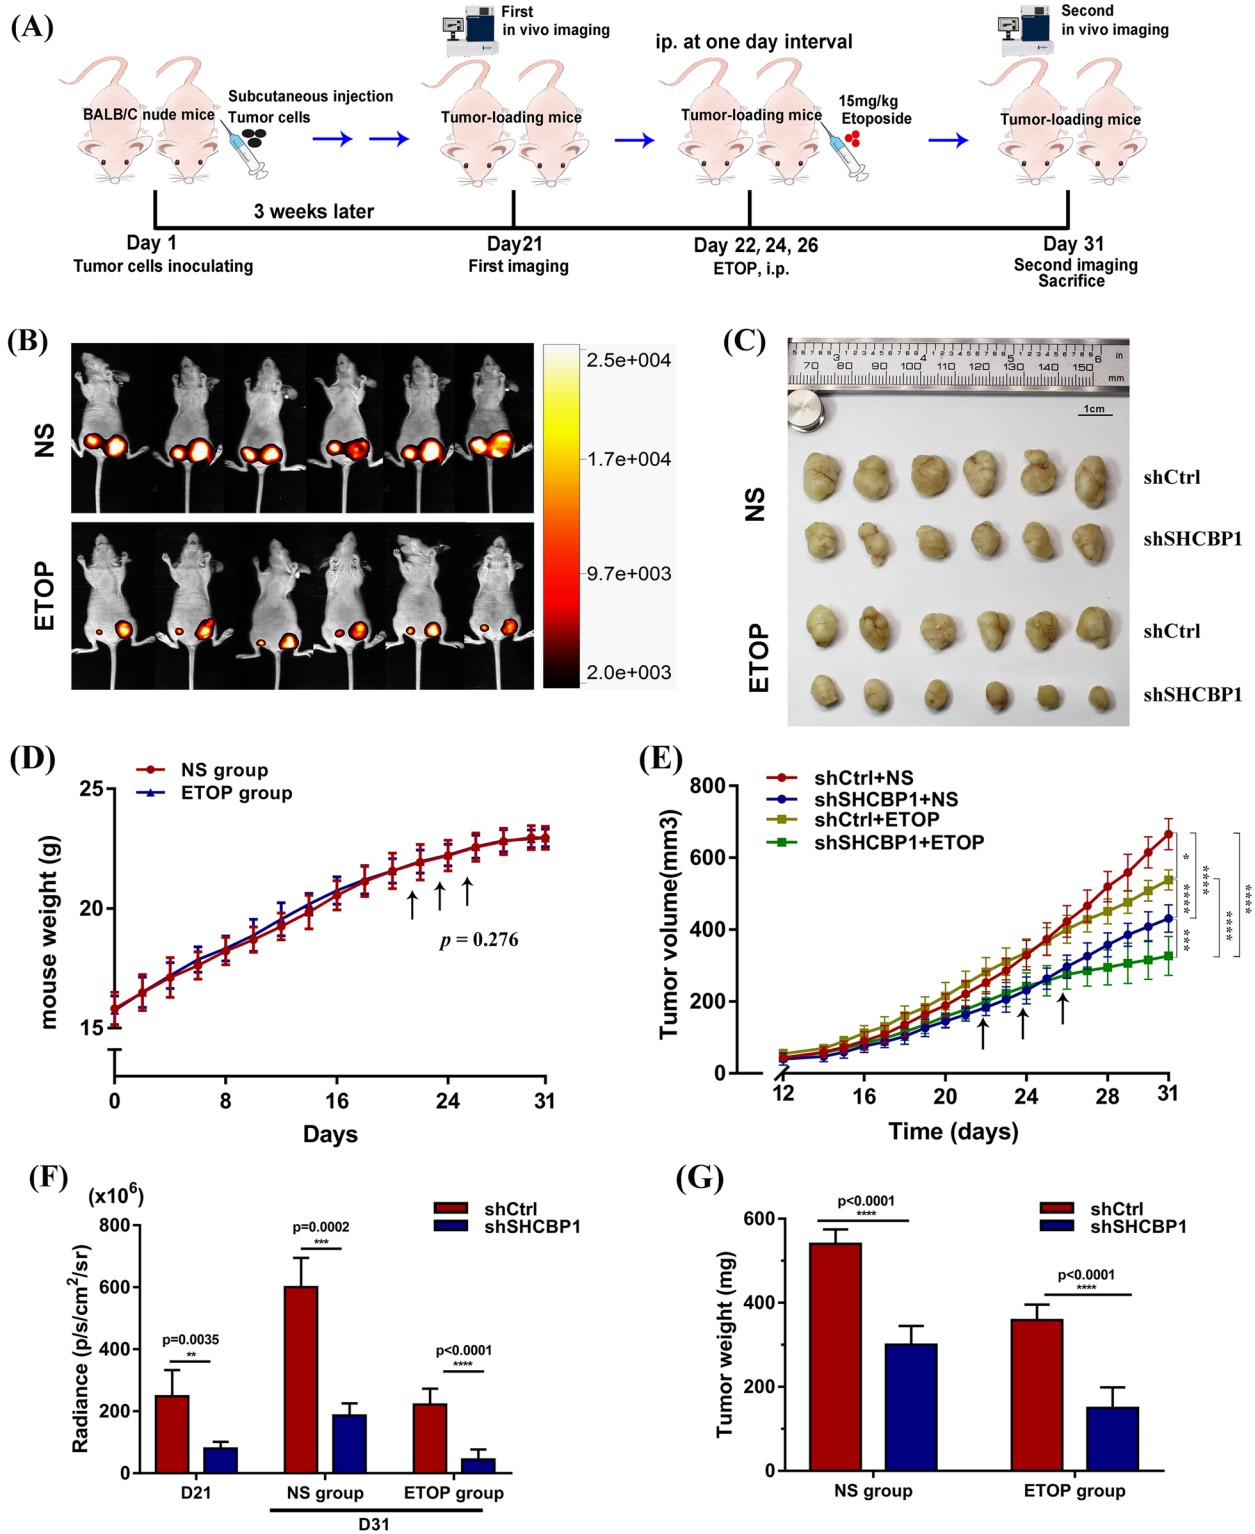 (A)
First
in vivo imaging
ip. at one day interval
Second
in vivo imaging
BALB/C nude mice
Subcutaneous injection
Tumor cells
Tumor-loading mice
Tumor-loading mice
15mg/kg
Etoposide
Tumor-loading mice
3 weeks later
Day 1
Tumor cells inoculating
Day21
First imaging
Day 22, 24, 26
ETOP, i.p.
Day 31
Second imaging
Sacrifice
(B)
NS
ETOP
2.5e+004
1.7e+004
9.7e+003
2.0e+003
(C)
3 4 5 6 in
70 80 90 100 110 120 130 140 150 mm
1cm
NS
shCtrl
shSHCBP1
ETOP
shCtrl
shSHCBP1
(D)
NS group
ETOP group
mouse weight (g)
25
20
15
p = 0.276
0 8 16 24 31
Days
(E)
shCtrl+NS
shSHCBP1+NS
shCtrl+ETOP
shSHCBP1+ETOP
Tumor volume(mm3)
800
600
400
200
0
*
****
****
****
****
***
12 16 20 24 28 31
Time (days)
(F)
(x10⁶)
shCtrl
shSHCBP1
Radiance (p/s/cm²/sr)
800
600
400
200
0
p=0.0035
**
p=0.0002
***
p<0.0001
****
D21
NS group
ETOP group
D31
(G)
shCtrl
shSHCBP1
Tumor weight (mg)
600
400
200
0
p<0.0001
****
p<0.0001
****
NS group
ETOP group